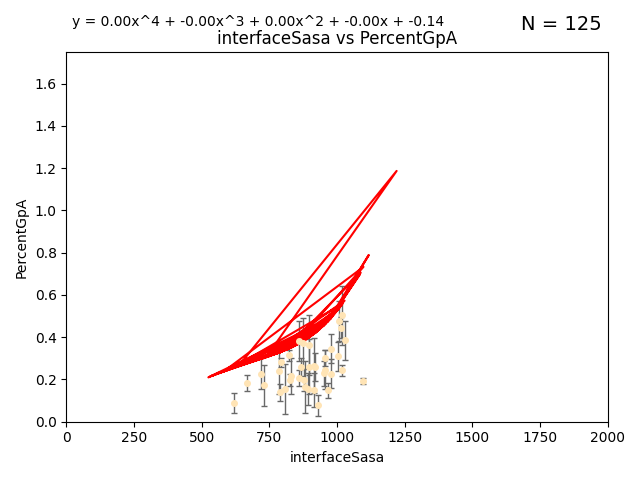 y = 0.00x^4 + -0.00x^3 + 0.00x^2 + -0.00x + -0.14
N = 125
interfaceSasa vs PercentGpA
PercentGpA
1.6
1.4
1.2
1.0
0.8
0.6
0.4
0.2
0.0
0 250 500 750 1000 1250 1500 1750 2000
interfaceSasa